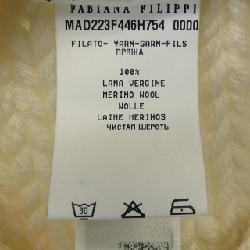 FABIANA FILIPPI
MAD223F446H754 0000
FILATO- YARN-GARN-FILS
ПРЯЖА
100%
LANA VERGINE
MERINO WOOL
WOLLE
LAINE MERINOS
ЧИСТАЯ ШЕРСТЬ
30